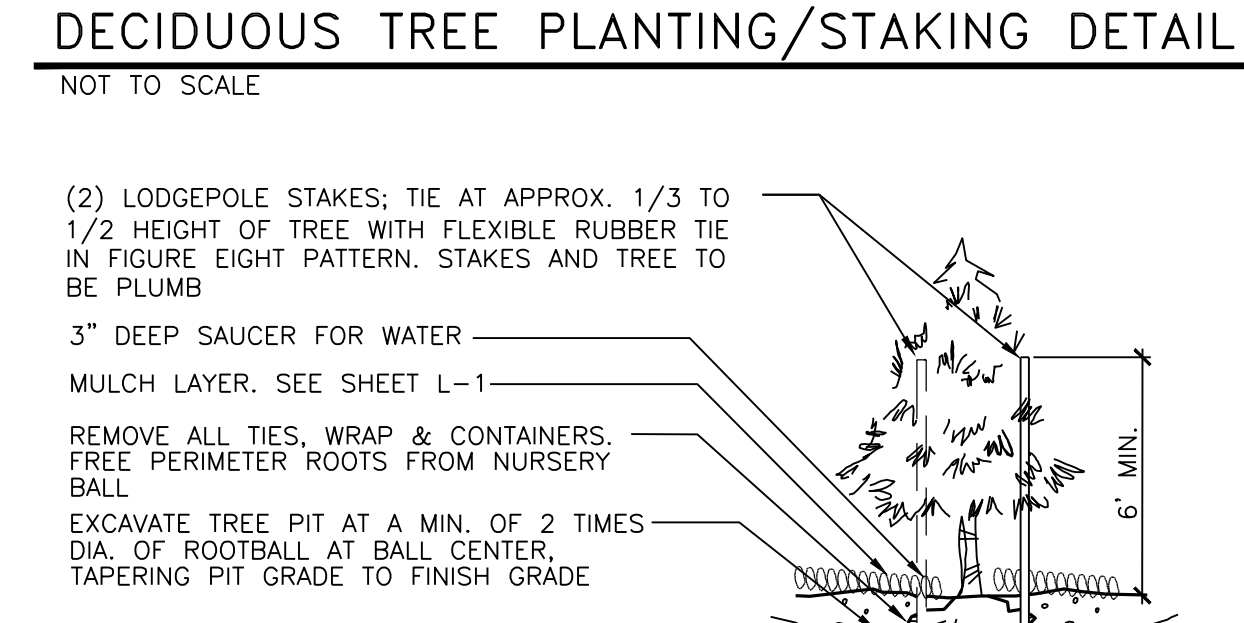 DECIDUOUS TREE PLANTING/STAKING DETAIL
NOT TO SCALE
(2) LODGEPOLE STAKES; TIE AT APPROX. 1/3 TO
1/2 HEIGHT OF TREE WITH FLEXIBLE RUBBER TIE
IN FIGURE EIGHT PATTERN. STAKES AND TREE TO
BE PLUMB
3" DEEP SAUCER FOR WATER
MULCH LAYER. SEE SHEET L-1
REMOVE ALL TIES, WRAP & CONTAINERS.
FREE PERIMETER ROOTS FROM NURSERY
BALL
EXCAVATE TREE PIT AT A MIN. OF 2 TIMES
DIA. OF ROOTBALL AT BALL CENTER,
TAPERING PIT GRADE TO FINISH GRADE
6' MIN.